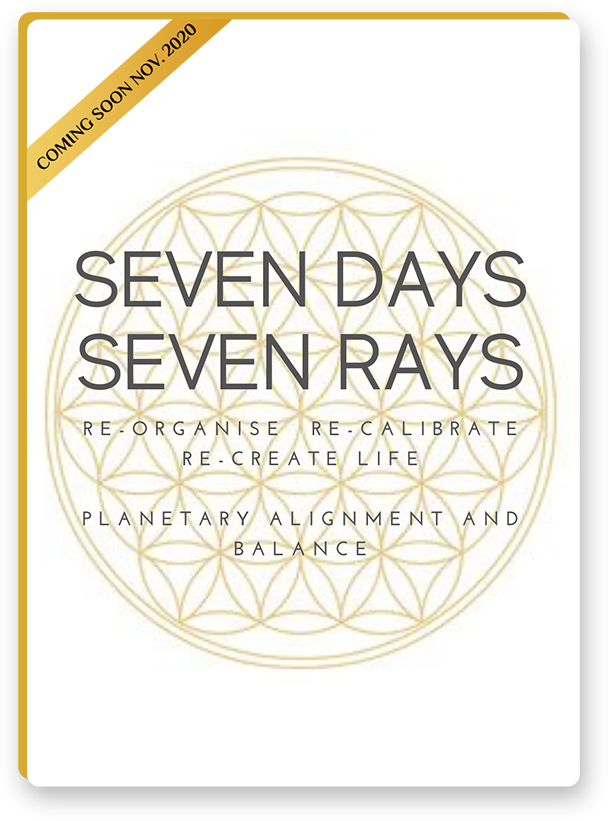 COMING SOON NOV. 2020
SEVEN DAYS
SEVEN RAYS
RE-ORGANISE RE-CALIBRATE
RE-CREATE LIFE
PLANETARY ALIGNMENT AND
BALANCE